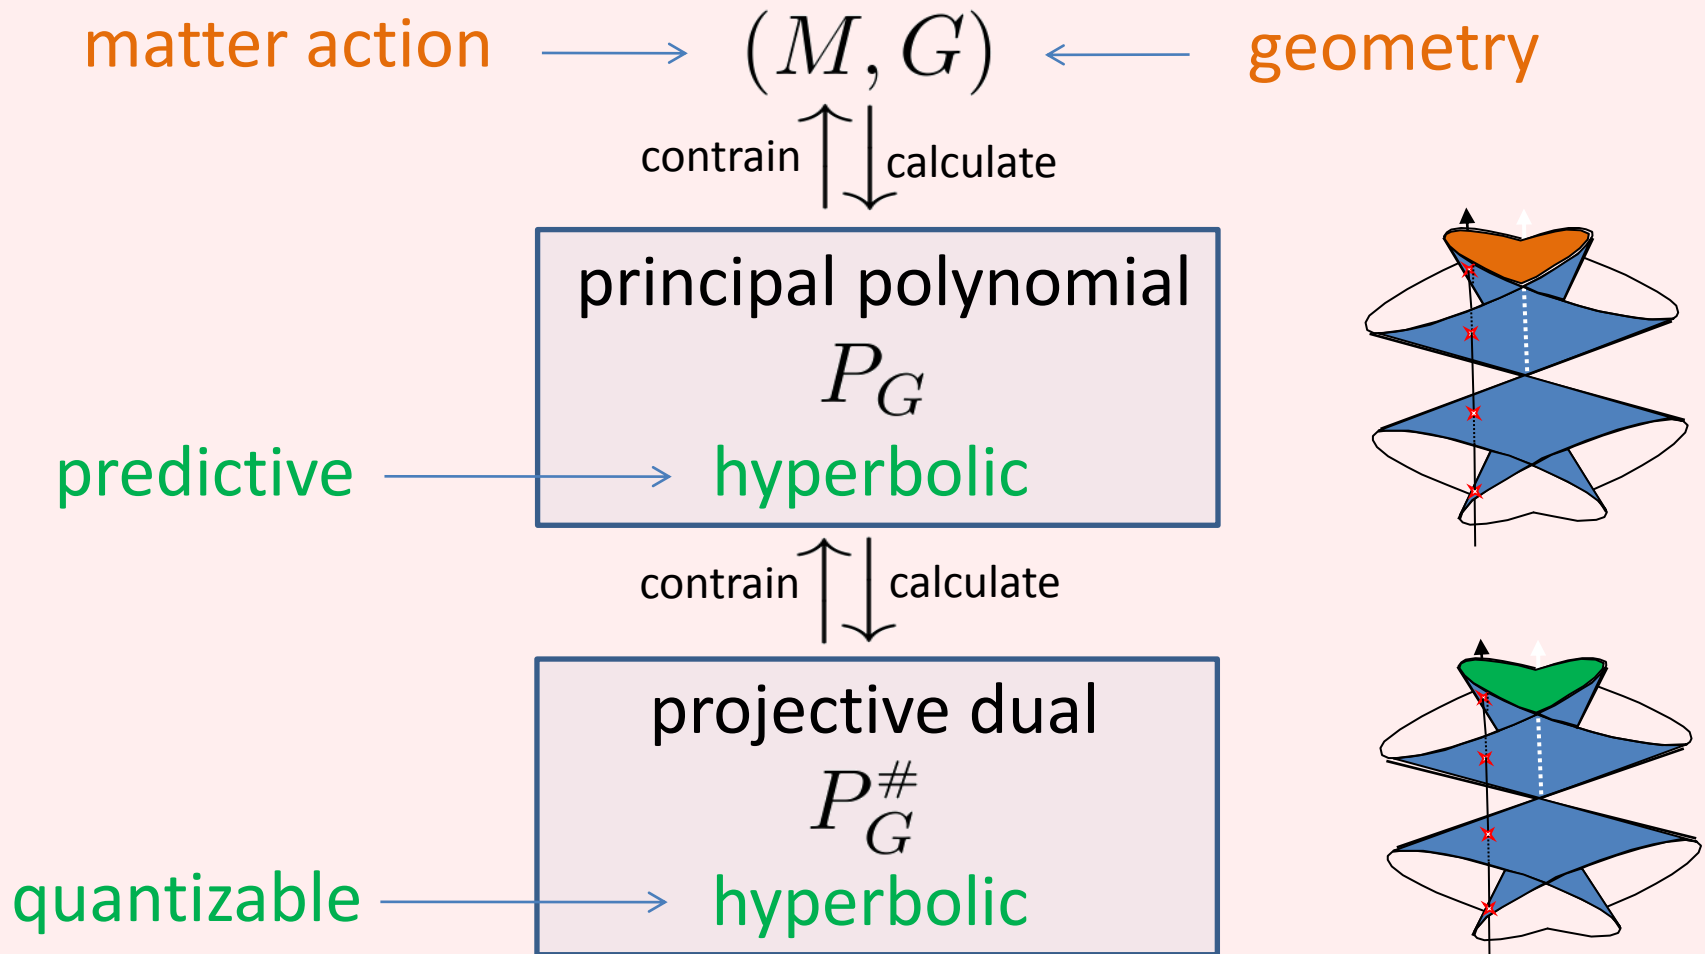 matter action (M, G) geometry
contrain calculate
principal polynomial
P_G
predictive hyperbolic
contrain calculate
projective dual
P_G^#
quantizable hyperbolic